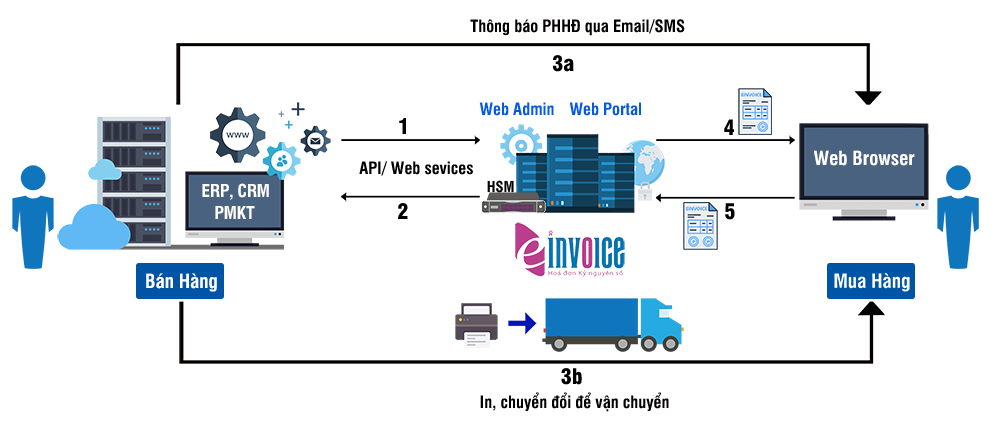 Thông báo PHHĐ qua Email/SMS
3a
Web Admin Web Portal
WWW
1
4
EINVOICE
Web Browser
API/ Web sevices
ERP, CRM
PMKT
HSM
2
5
EINVOICE
eInvoice
Hoá đơn Kỷ nguyên số
Bán Hàng
Mua Hàng
3b
In, chuyển đổi để vận chuyển